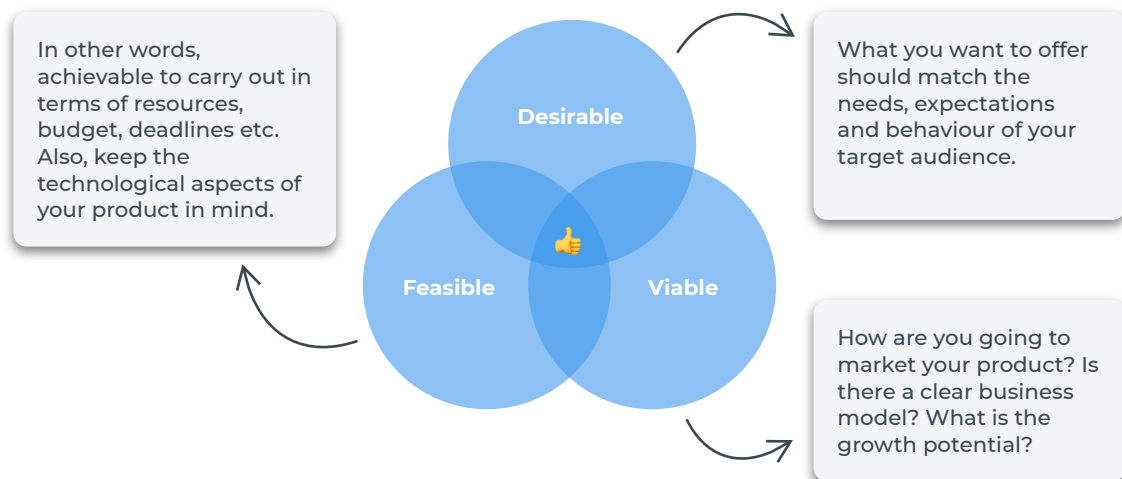 In other words,
achievable to carry out in
terms of resources,
budget, deadlines etc.
Also, keep the
technological aspects of
your product in mind.
Desirable
What you want to offer
should match the
needs, expectations
and behaviour of your
target audience.
Feasible
Viable
How are you going to
market your product? Is
there a clear business
model? What is the
growth potential?